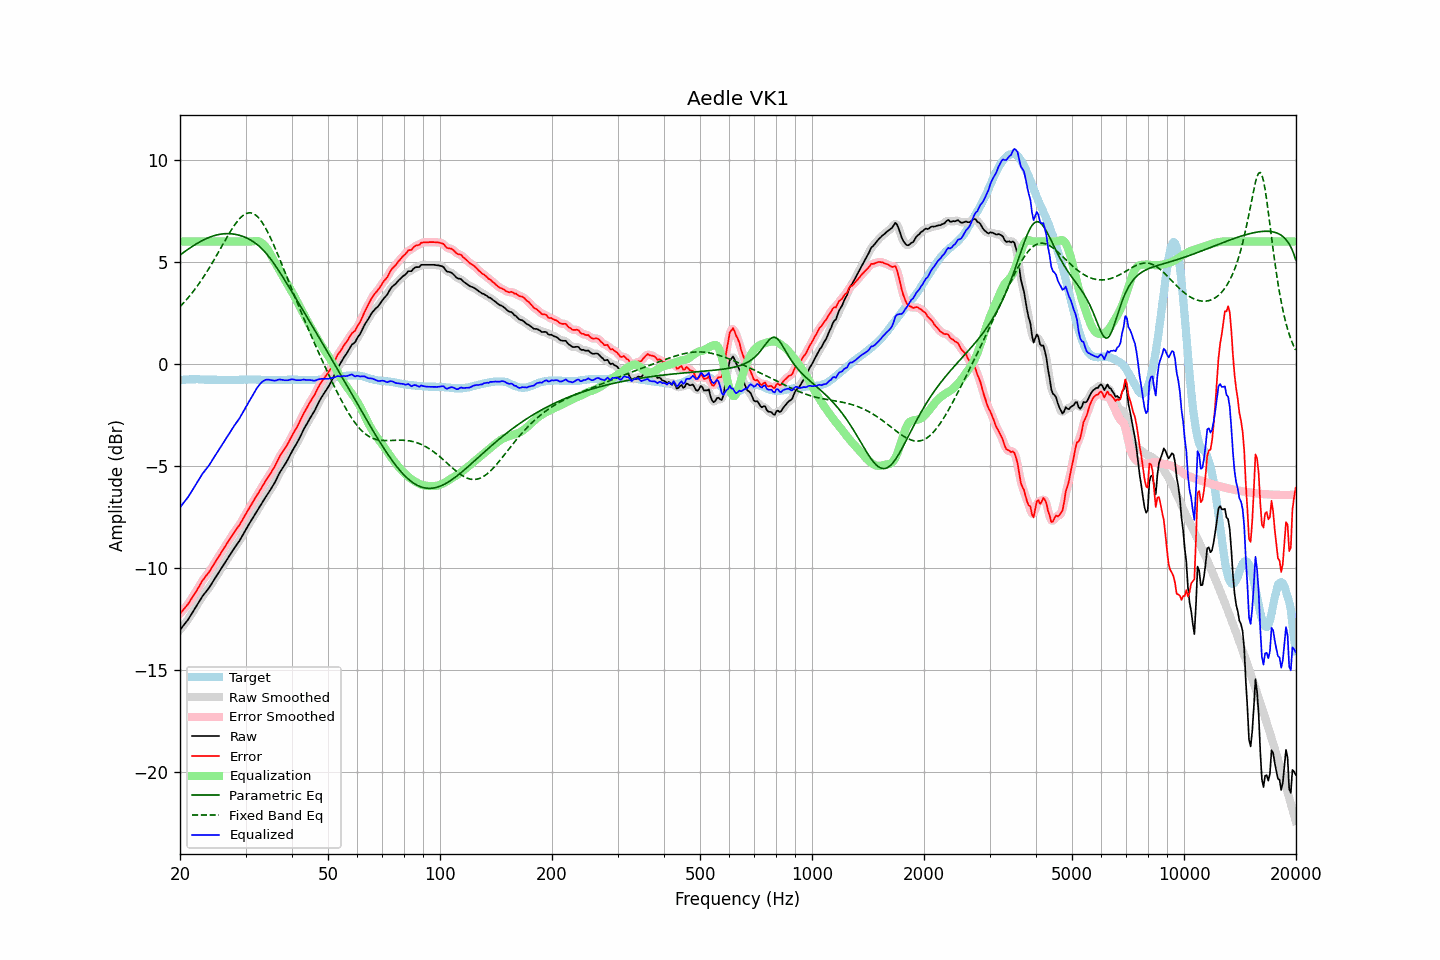 Aedle VK1
10
5
0
−5
−10
−15
−20
Amplitude (dBr)
Target
Raw Smoothed
Error Smoothed
Raw
Error
Equalization
Parametric Eq
Fixed Band Eq
Equalized
20 50 100 200 500 1000 2000 5000 10000 20000
Frequency (Hz)